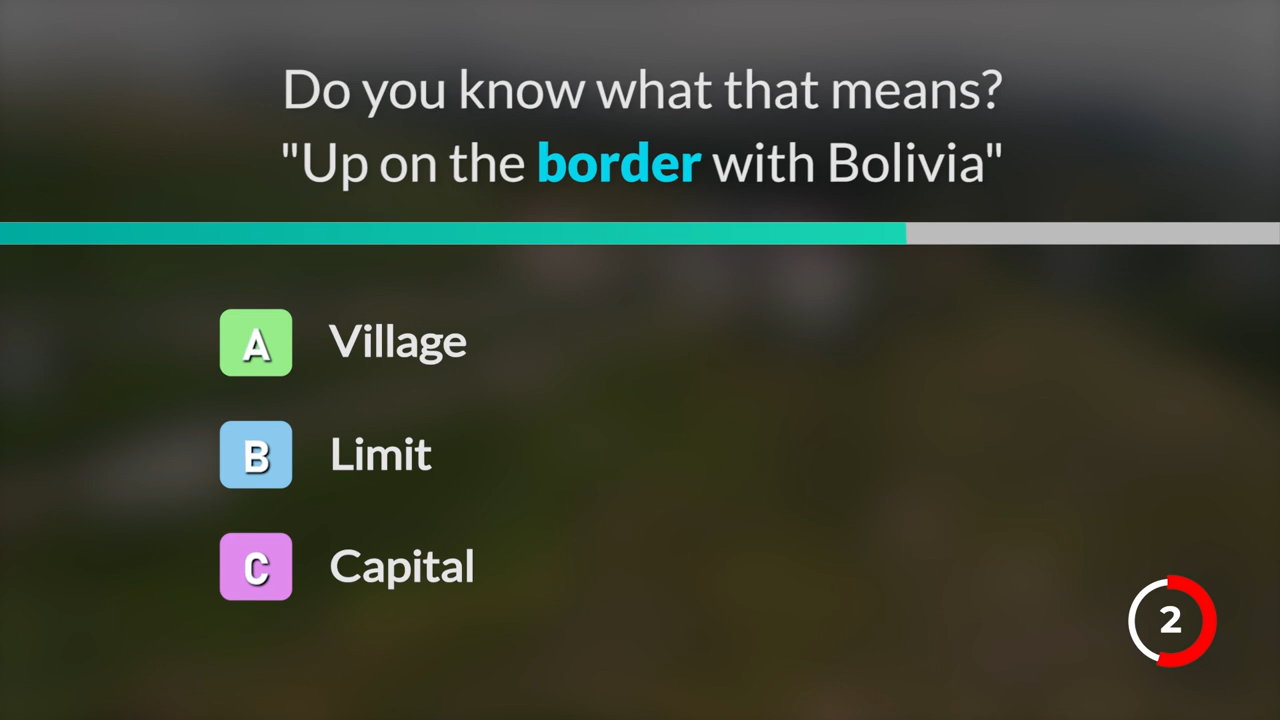 Do you know what that means?
"Up on the border with Bolivia"
A Village
B Limit
C Capital
2